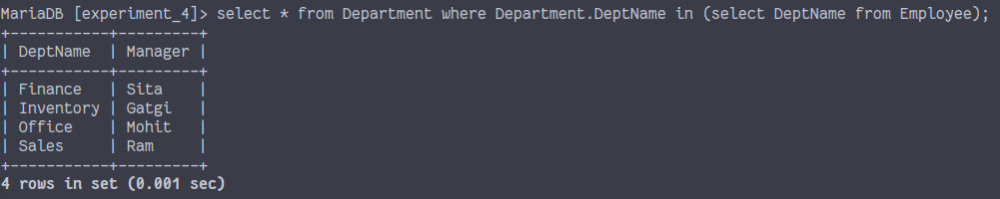 MariaDB [experiment_4]> select * from Department where Department.DeptName in (select DeptName from Employee);
+-----------+---------+
| DeptName  | Manager |
+-----------+---------+
| Finance   | Sita    |
| Inventory | Gatgi   |
| Office    | Mohit   |
| Sales     | Ram     |
+-----------+---------+
4 rows in set (0.001 sec)